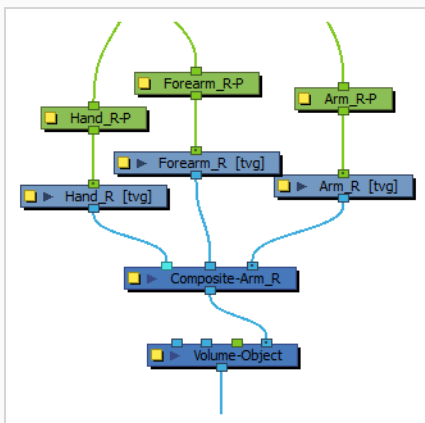 Forearm_R-P
Arm_R-P
Hand_R-P
Forearm_R [tvg]
Arm_R [tvg]
Hand_R [tvg]
Composite-Arm_R
Volume-Object